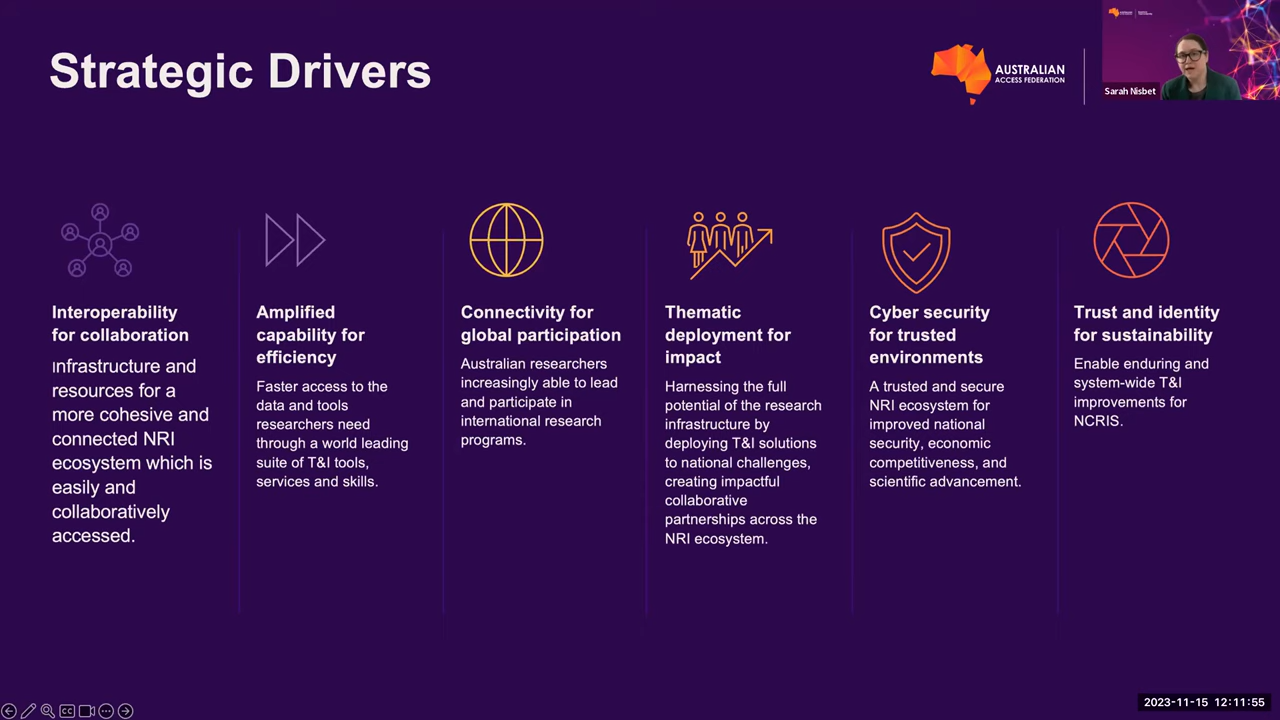 Strategic Drivers
AUSTRALIAN
ACCESS FEDERATION
Sarah Nisbet
Interoperability
for collaboration
Infrastructure and
resources for a
more cohesive and
connected NRI
ecosystem which is
easily and
collaboratively
accessed.
Amplified
capability for
efficiency
Faster access to the
data and tools
researchers need
through a world leading
suite of T&I tools,
services and skills.
Connectivity for
global participation
Australian researchers
increasingly able to lead
and participate in
international research
programs.
Thematic
deployment for
impact
Harnessing the full
potential of the research
infrastructure by
deploying T&I solutions
to national challenges,
creating impactful
collaborative
partnerships across the
NRI ecosystem.
Cyber security
for trusted
environments
A trusted and secure
NRI ecosystem for
improved national
security, economic
competitiveness, and
scientific advancement.
Trust and identity
for sustainability
Enable enduring and
system-wide T&I
improvements for
NCRIS.
CC
2023-11-15 12:11:55